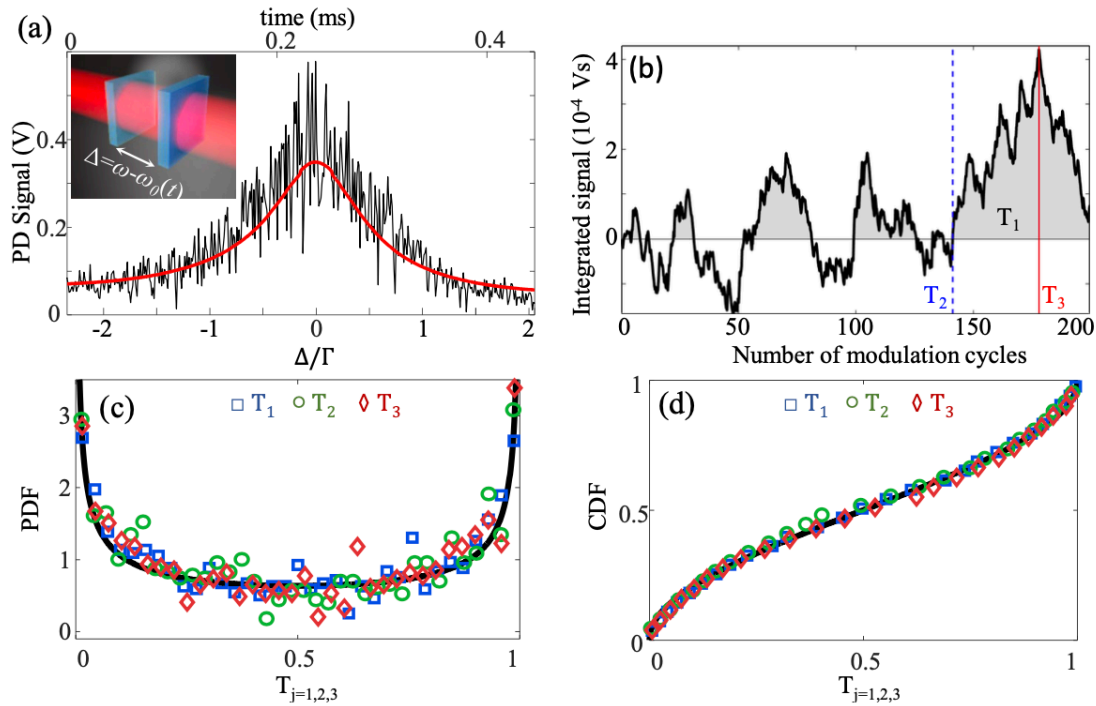 (a)
time (ms)
0 0.2 0.4
PD Signal (V)
0.4
0.2
0
Δ=ω-ω₀(t)
-2 -1 0 1 2
Δ/Γ
(b)
Integrated signal (10⁻⁴ Vs)
4
2
0
T₁
T₂
T₃
0 50 100 150 200
Number of modulation cycles
(c)
T₁ T₂ T₃
PDF
3
2
1
0
0 0.5 1
T_{j=1,2,3}
(d)
T₁ T₂ T₃
CDF
1
0.5
0
0 0.5 1
T_{j=1,2,3}